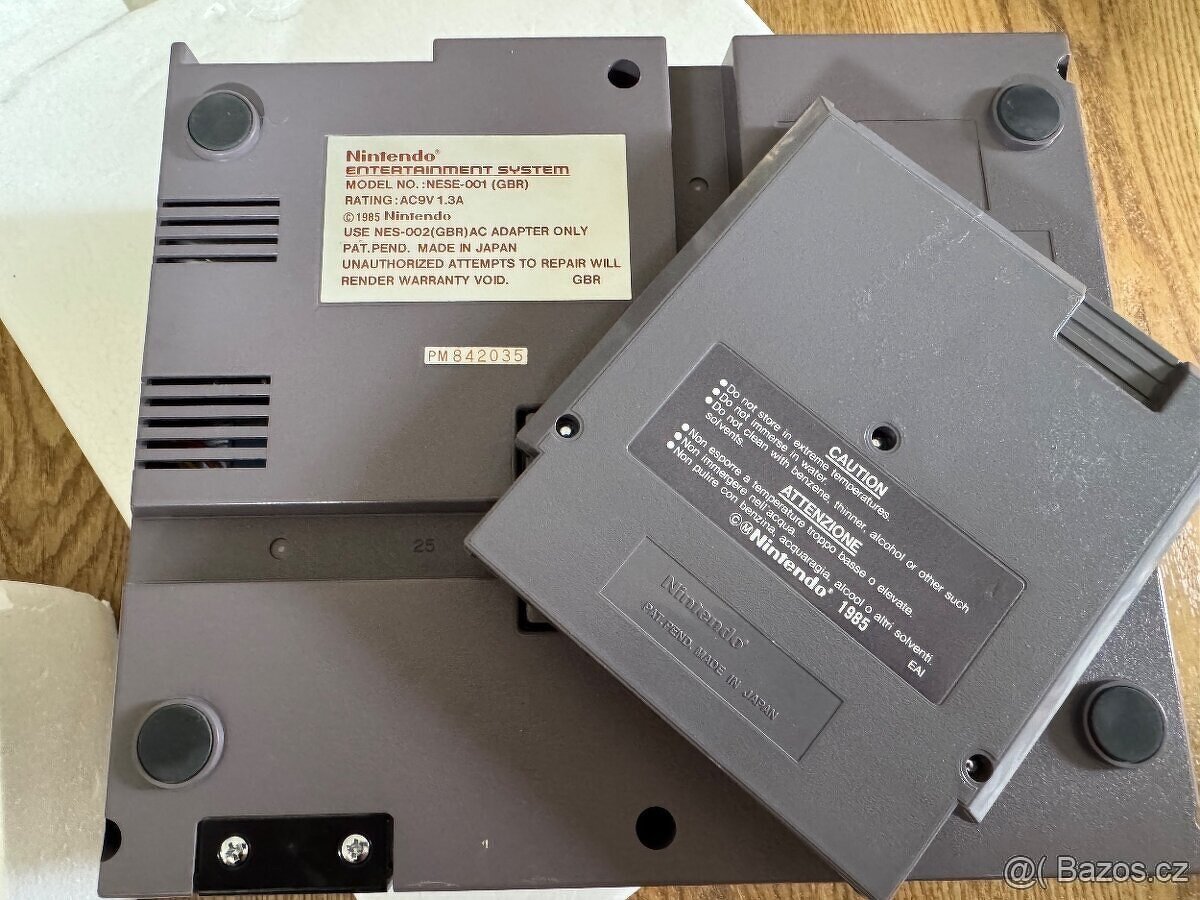 Nintendo®
ENTERTAINMENT SYSTEM
MODEL NO.:NESE-001 (GBR)
RATING:AC9V 1.3A
©1985 Nintendo
USE NES-002(GBR)AC ADAPTER ONLY
PAT.PEND. MADE IN JAPAN
UNAUTHORIZED ATTEMPTS TO REPAIR WILL
RENDER WARRANTY VOID. GBR
PM842035
25
CAUTION
●Do not store in extreme temperatures.
●Do not immerse in water.
●Do not clean with benzene, thinner, alcohol or other such
solvents.
ATTENZIONE
●Non esporre a temperature troppo basse o elevate.
●Non immergere nell acqua
●Non pulire con benzina, acquaragia, alcool o altri solventi.
©ⓂNintendo® 1985
EAI
Nintendo®
PAT.PEND. MADE IN JAPAN
@( Bazos.cz